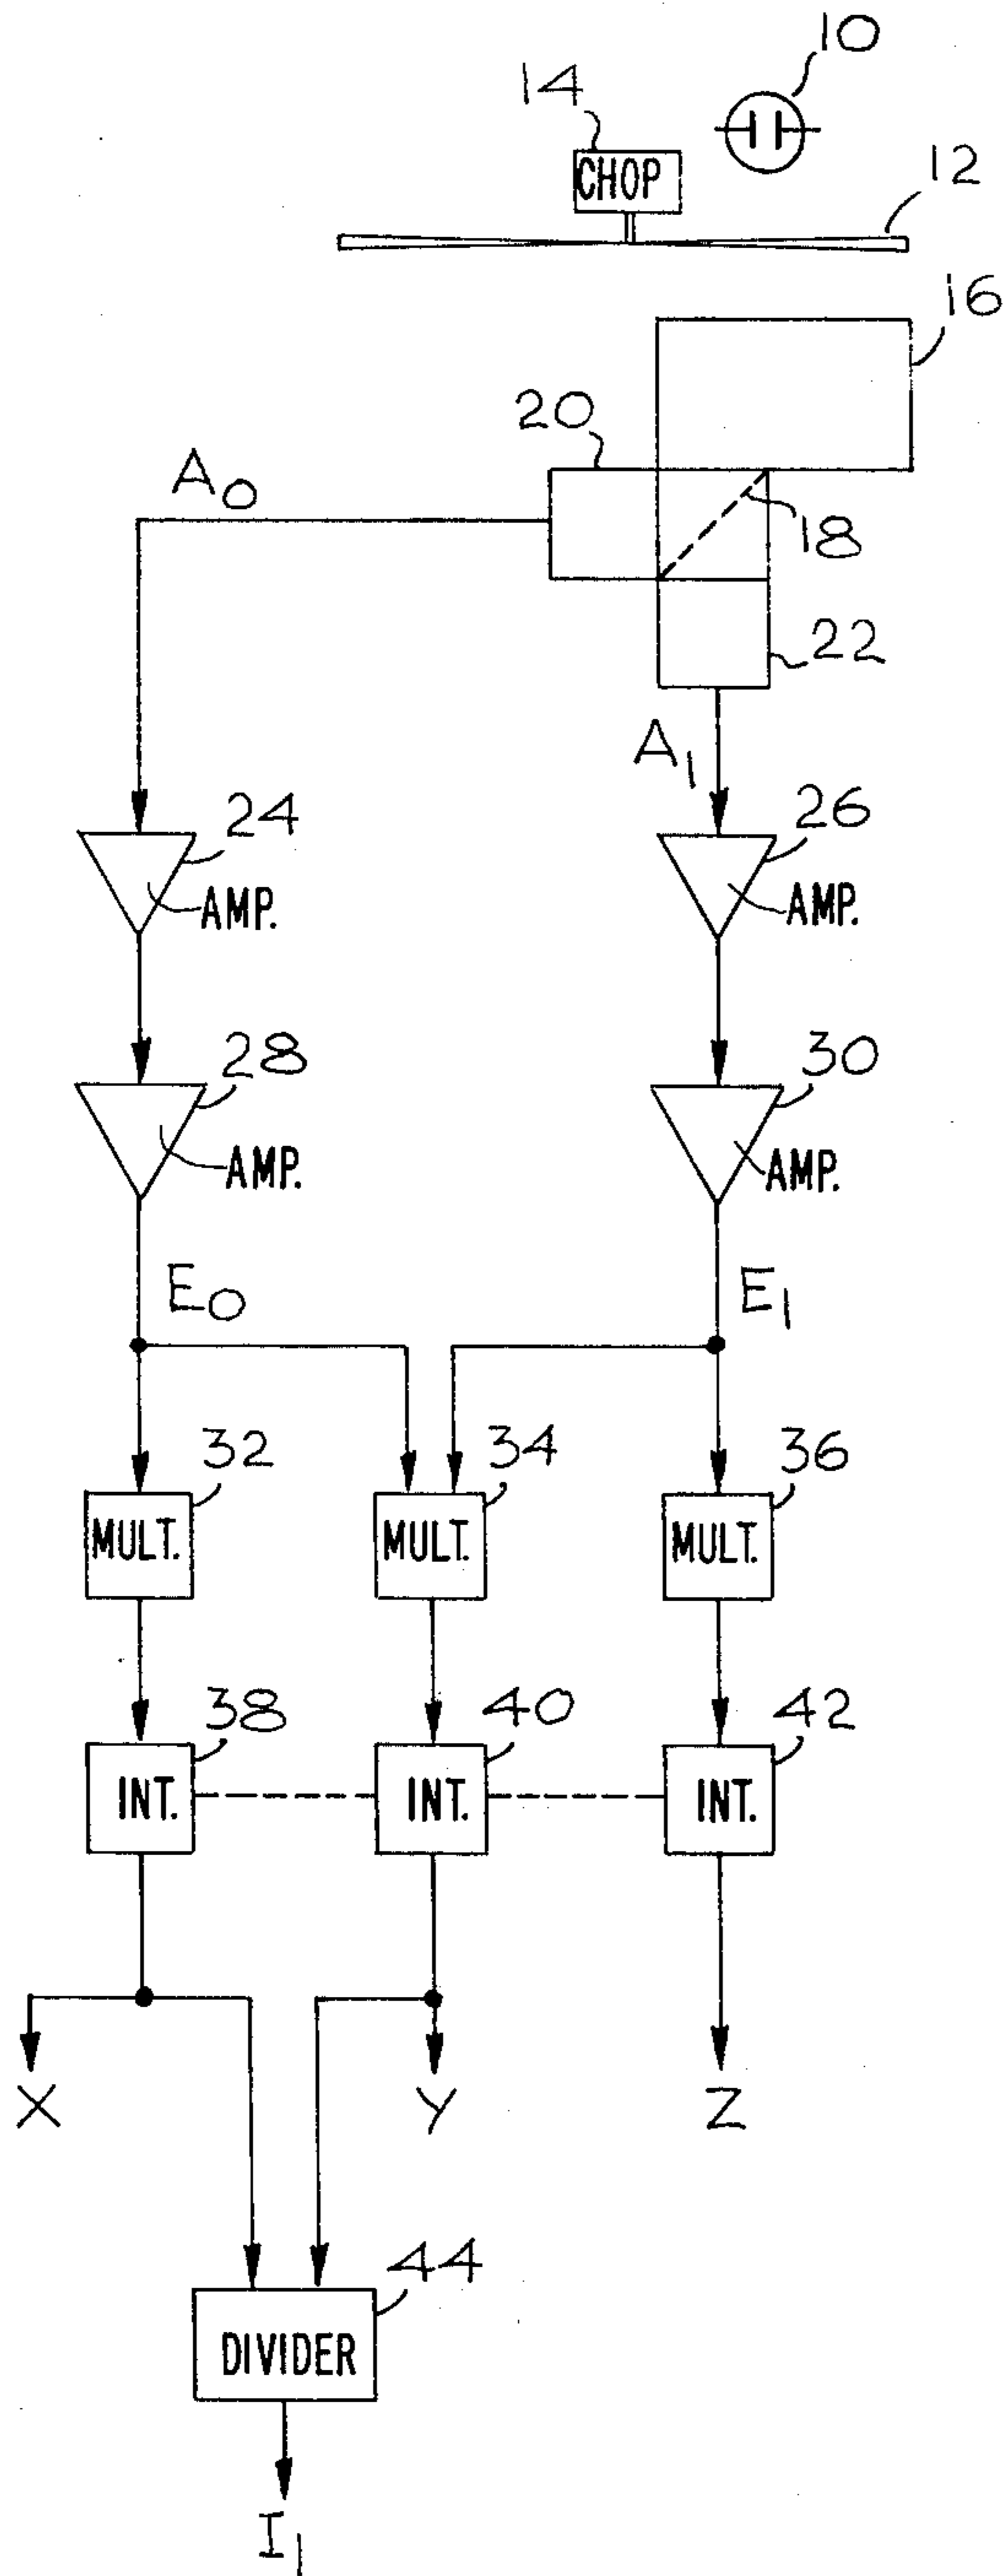 10
14
CHOP
12
16
20
A0
18
22
A1
24
AMP.
26
AMP.
28
AMP.
30
AMP.
E0
E1
32
MULT.
34
MULT.
36
MULT.
38
INT.
40
INT.
42
INT.
X
Y
Z
44
DIVIDER
I1